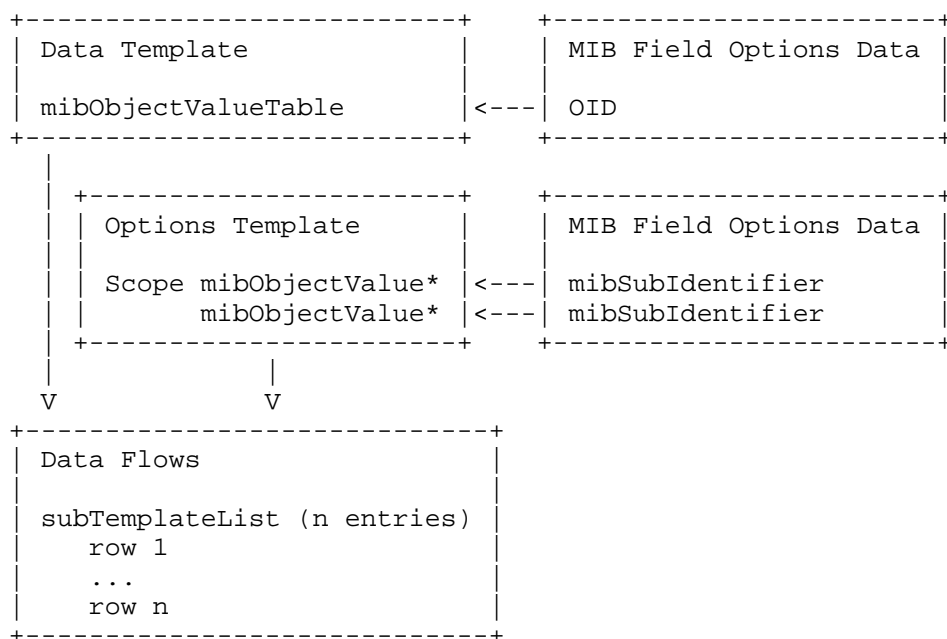 Data Template MIB Field Options Data
mibObjectValueTable <--- OID
Options Template MIB Field Options Data
Scope mibObjectValue* <--- mibSubIdentifier
mibObjectValue* <--- mibSubIdentifier
V V
Data Flows
subTemplateList (n entries)
row 1
...
row n